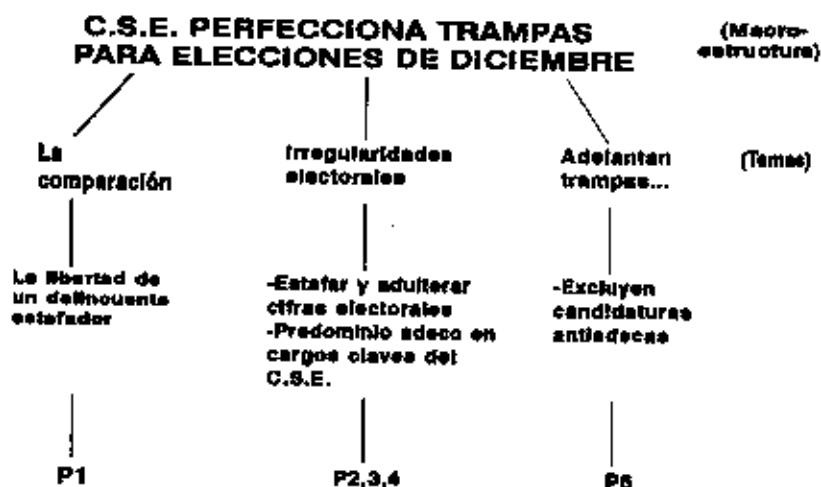 C.S.E. PERFECCIONA TRAMPAS
PARA ELECCIONES DE DICIEMBRE
(Macro-
estructura)
La
comparación
Irregularidades
electorales
Adelantan
trampas...
(Temas)
La libertad de
un delincuente
estafador
-Estafar y adulterar
cifras electorales
-Predominio adeco en
cargos claves del
C.S.E.
-Excluyen
candidaturas
antiadecas
P1
P2,3,4